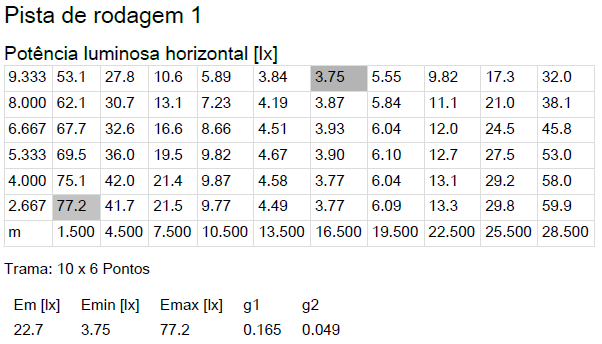 Pista de rodagem 1
Potência luminosa horizontal [lx]
9.333 53.1 27.8 10.6 5.89 3.84 3.75 5.55 9.82 17.3 32.0
8.000 62.1 30.7 13.1 7.23 4.19 3.87 5.84 11.1 21.0 38.1
6.667 67.7 32.6 16.6 8.66 4.51 3.93 6.04 12.0 24.5 45.8
5.333 69.5 36.0 19.5 9.82 4.67 3.90 6.10 12.7 27.5 53.0
4.000 75.1 42.0 21.4 9.87 4.58 3.77 6.04 13.1 29.2 58.0
2.667 77.2 41.7 21.5 9.77 4.49 3.77 6.09 13.3 29.8 59.9
m 1.500 4.500 7.500 10.500 13.500 16.500 19.500 22.500 25.500 28.500
Trama: 10 x 6 Pontos
Em [lx] Emin [lx] Emax [lx] g1 g2
22.7 3.75 77.2 0.165 0.049